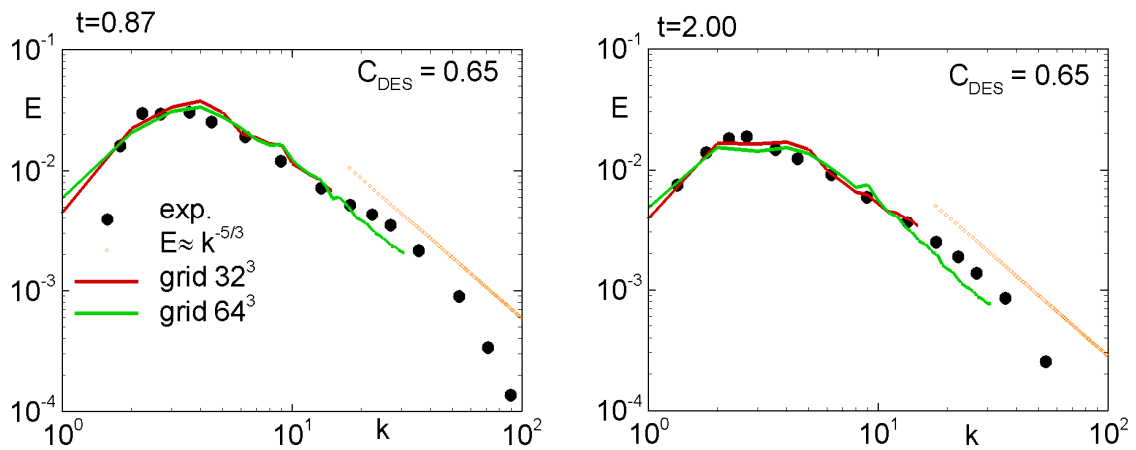 t=0.87
C_DES = 0.65
E
10^-1
10^-2
10^-3
10^-4
exp.
E≈ k^-5/3
grid 32^3
grid 64^3
10^0
10^1
k
10^2
t=2.00
C_DES = 0.65
E
10^-1
10^-2
10^-3
10^-4
10^0
10^1
k
10^2